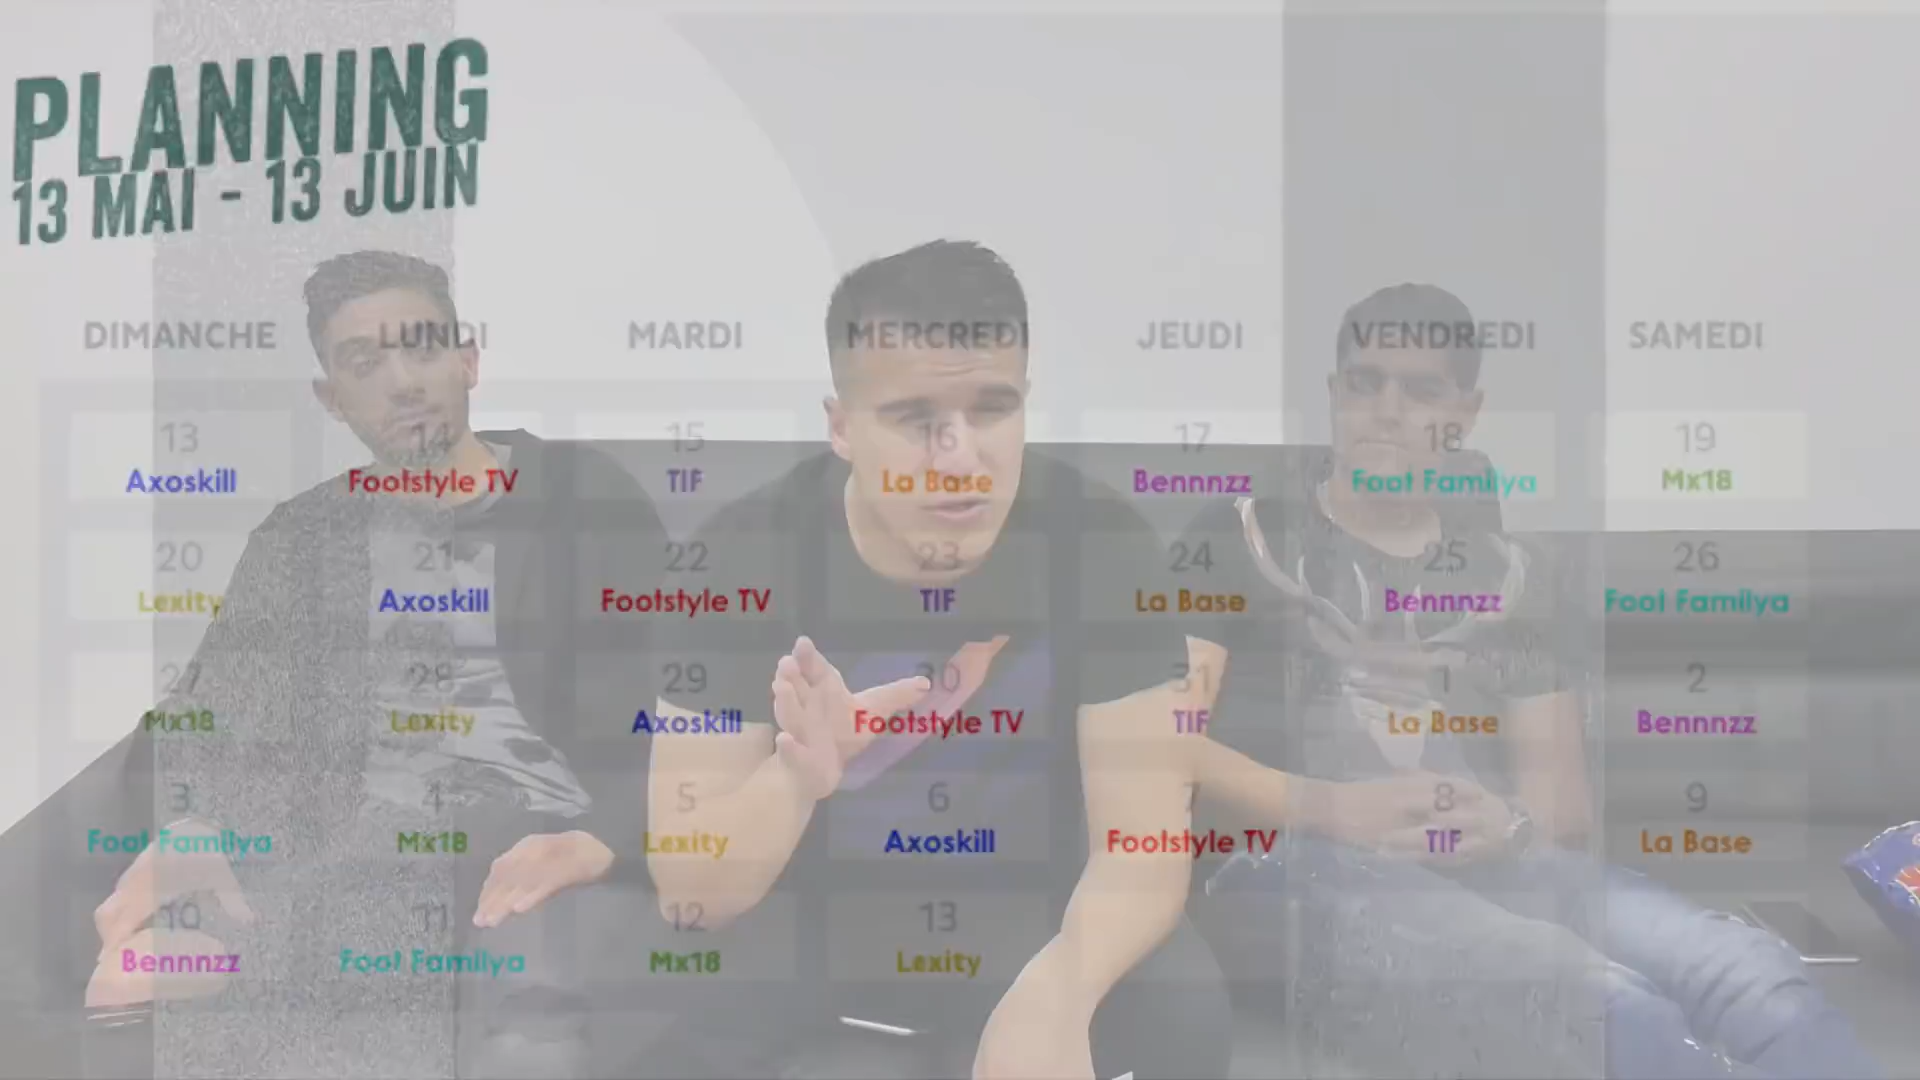 PLANNING
13 MAI - 13 JUIN
DIMANCHE LUNDI MARDI MERCREDI JEUDI VENDREDI SAMEDI
13 14 15 16 17 18 19
Axoskill Footstyle TV TIF La Base Bennnzz Foot Familya Mx18
20 21 22 23 24 25 26
Lexity Axoskill Footstyle TV TIF La Base Bennnzz Foot Familya
27 28 29 30 31 1 2
Mx18 Lexity Axoskill Footstyle TV TIF La Base Bennnzz
3 4 5 6 7 8 9
Foot Familya Mx18 Lexity Axoskill Footstyle TV TIF La Base
10 11 12 13
Bennnzz Foot Familya Mx18 Lexity